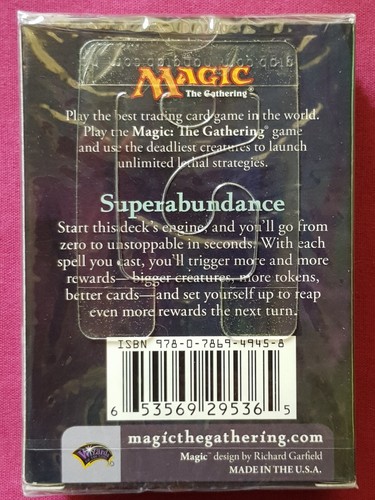 MAGIC
The Gathering®
Play the best trading card game in the world.
Play the Magic: The Gathering® game
and use the deadliest creatures to launch
unlimited lethal strategies.
Superabundance
Start this deck's engine, and you'll go from
zero to unstoppable in seconds. With each
spell you cast, you'll trigger more and more
rewards—bigger creatures, more tokens,
better cards—and set yourself up to reap
even more rewards the next turn.
ISBN 978-0-7869-4945-8
6 53569 29536 5
Wizards
magicthegathering.com
Magic™ design by Richard Garfield
MADE IN THE U.S.A.